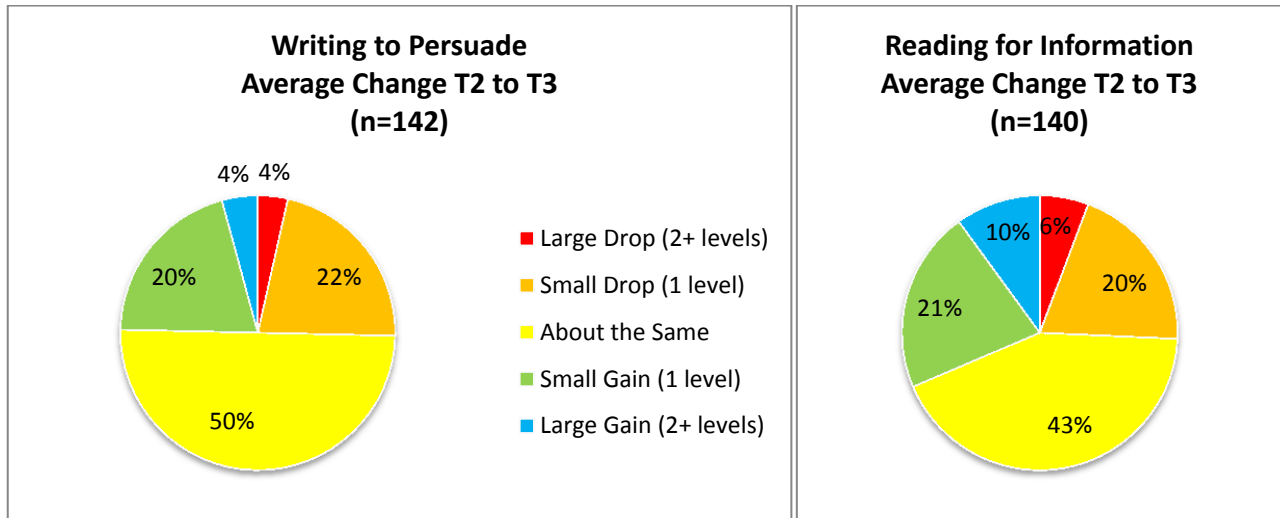 Writing to Persuade
Average Change T2 to T3
(n=142)
4%
4%
22%
20%
50%
Large Drop (2+ levels)
Small Drop (1 level)
About the Same
Small Gain (1 level)
Large Gain (2+ levels)
Reading for Information
Average Change T2 to T3
(n=140)
10%
6%
20%
21%
43%